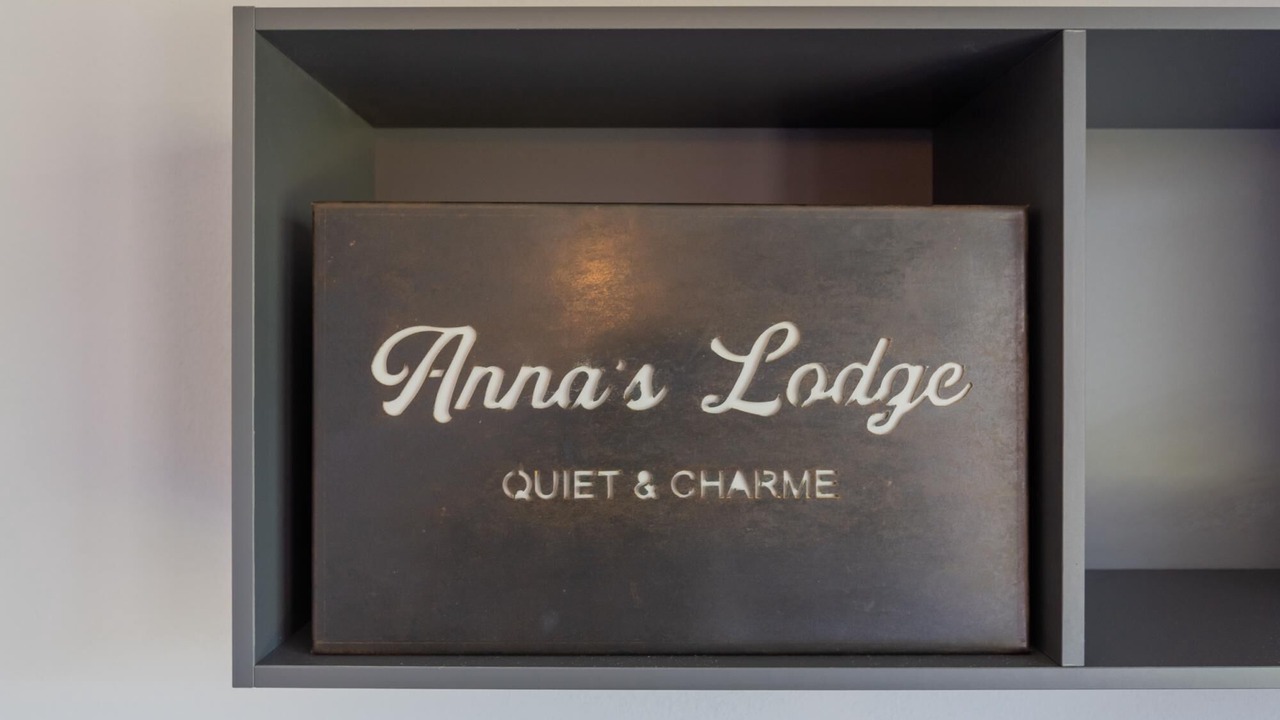 Anna's Lodge
QUIET & CHARME